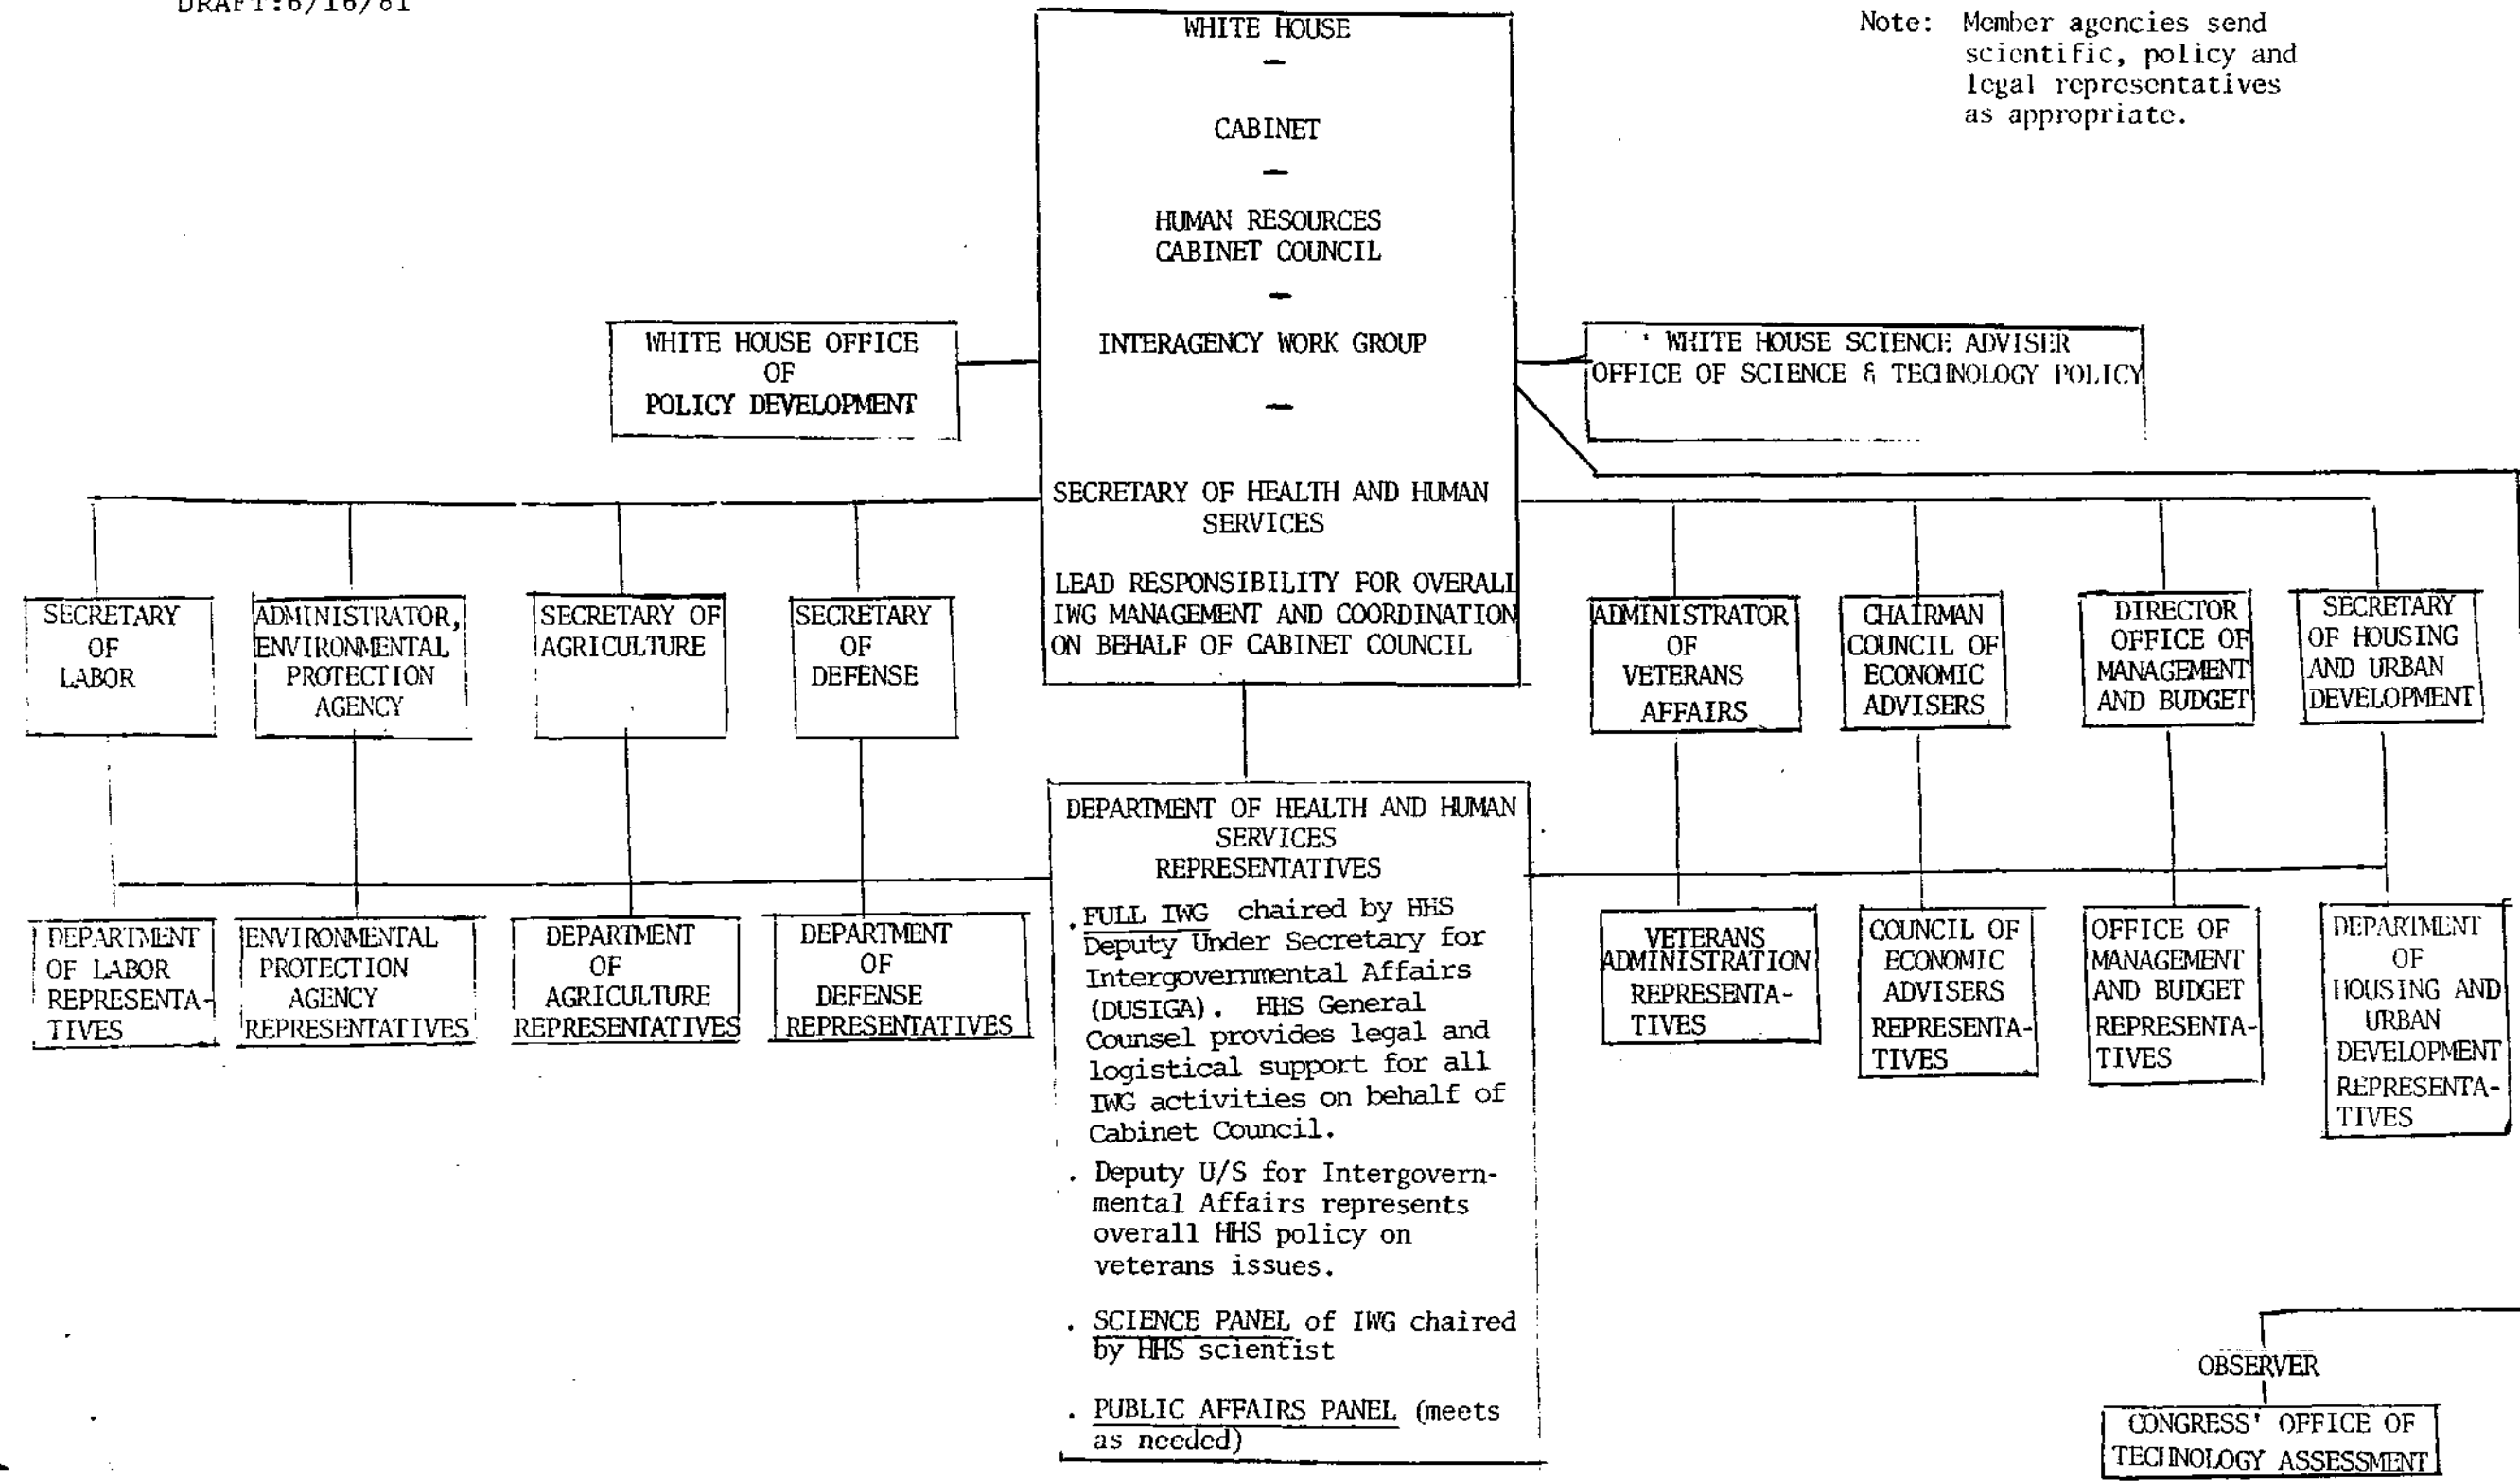 DRAFT:6/16/81
Note: Member agencies send
scientific, policy and
legal representatives
as appropriate.
WHITE HOUSE
—
CABINET
—
HUMAN RESOURCES
CABINET COUNCIL
—
INTERAGENCY WORK GROUP
—
SECRETARY OF HEALTH AND HUMAN
SERVICES
LEAD RESPONSIBILITY FOR OVERALL
IWG MANAGEMENT AND COORDINATION
ON BEHALF OF CABINET COUNCIL
WHITE HOUSE OFFICE
OF
POLICY DEVELOPMENT
WHITE HOUSE SCIENCE ADVISER
OFFICE OF SCIENCE & TECHNOLOGY POLICY
SECRETARY
OF
LABOR
ADMINISTRATOR,
ENVIRONMENTAL
PROTECTION
AGENCY
SECRETARY OF
AGRICULTURE
SECRETARY
OF
DEFENSE
ADMINISTRATOR
OF
VETERANS
AFFAIRS
CHAIRMAN
COUNCIL OF
ECONOMIC
ADVISERS
DIRECTOR
OFFICE OF
MANAGEMENT
AND BUDGET
SECRETARY
OF HOUSING
AND URBAN
DEVELOPMENT
DEPARTMENT
OF LABOR
REPRESENTA-
TIVES
ENVIRONMENTAL
PROTECTION
AGENCY
REPRESENTATIVES
DEPARTMENT
OF
AGRICULTURE
REPRESENTATIVES
DEPARTMENT
OF
DEFENSE
REPRESENTATIVES
DEPARTMENT OF HEALTH AND HUMAN
SERVICES
REPRESENTATIVES
. FULL IWG chaired by HHS
Deputy Under Secretary for
Intergovernmental Affairs
(DUSIGA). HHS General
Counsel provides legal and
logistical support for all
IWG activities on behalf of
Cabinet Council.
. Deputy U/S for Intergovern-
mental Affairs represents
overall HHS policy on
veterans issues.
. SCIENCE PANEL of IWG chaired
by HHS scientist
. PUBLIC AFFAIRS PANEL (meets
as needed)
VETERANS
ADMINISTRATION
REPRESENTA-
TIVES
COUNCIL OF
ECONOMIC
ADVISERS
REPRESENTA-
TIVES
OFFICE OF
MANAGEMENT
AND BUDGET
REPRESENTA-
TIVES
DEPARTMENT
OF
HOUSING AND
URBAN
DEVELOPMENT
REPRESENTA-
TIVES
OBSERVER
CONGRESS' OFFICE OF
TECHNOLOGY ASSESSMENT